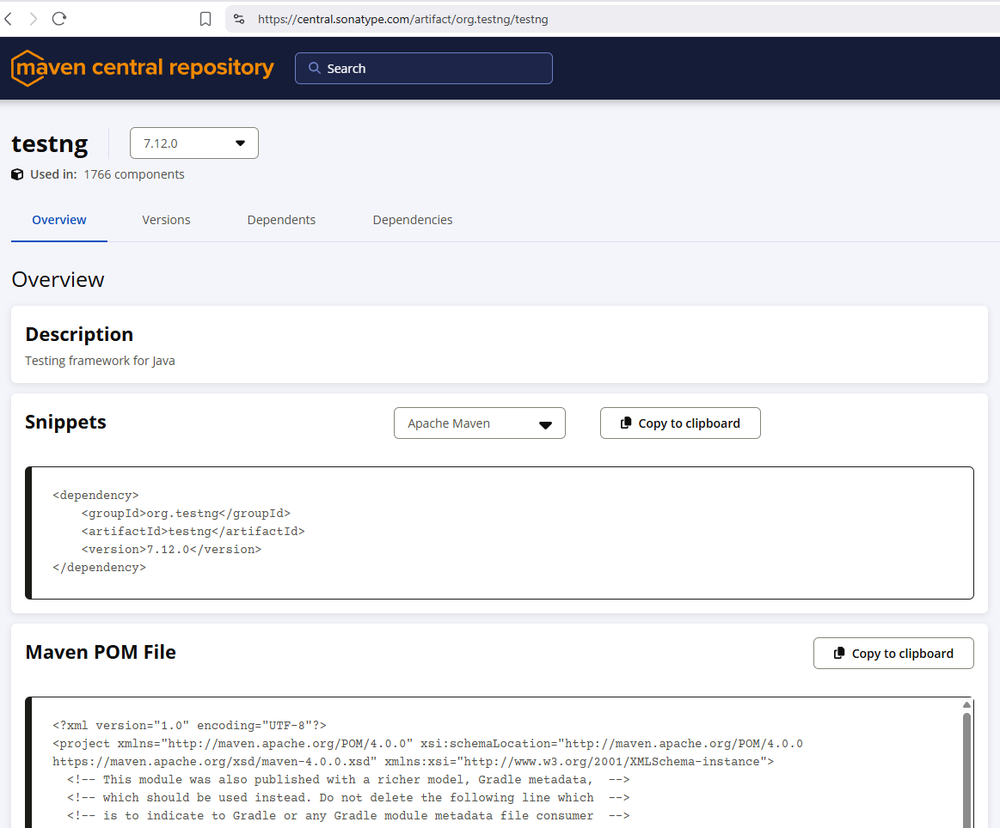 https://central.sonatype.com/artifact/org.testng/testng
maven central repository
Search
testng
7.12.0
Used in: 1766 components
Overview Versions Dependents Dependencies
Overview
Description
Testing framework for Java
Snippets
Apache Maven
Copy to clipboard
<dependency>
    <groupId>org.testng</groupId>
    <artifactId>testng</artifactId>
    <version>7.12.0</version>
</dependency>
Maven POM File
Copy to clipboard
<?xml version="1.0" encoding="UTF-8"?>
<project xmlns="http://maven.apache.org/POM/4.0.0" xsi:schemaLocation="http://maven.apache.org/POM/4.0.0
https://maven.apache.org/xsd/maven-4.0.0.xsd" xmlns:xsi="http://www.w3.org/2001/XMLSchema-instance">
  <!-- This module was also published with a richer model, Gradle metadata,  -->
  <!-- which should be used instead. Do not delete the following line which  -->
  <!-- is to indicate to Gradle or any Gradle module metadata file consumer  -->